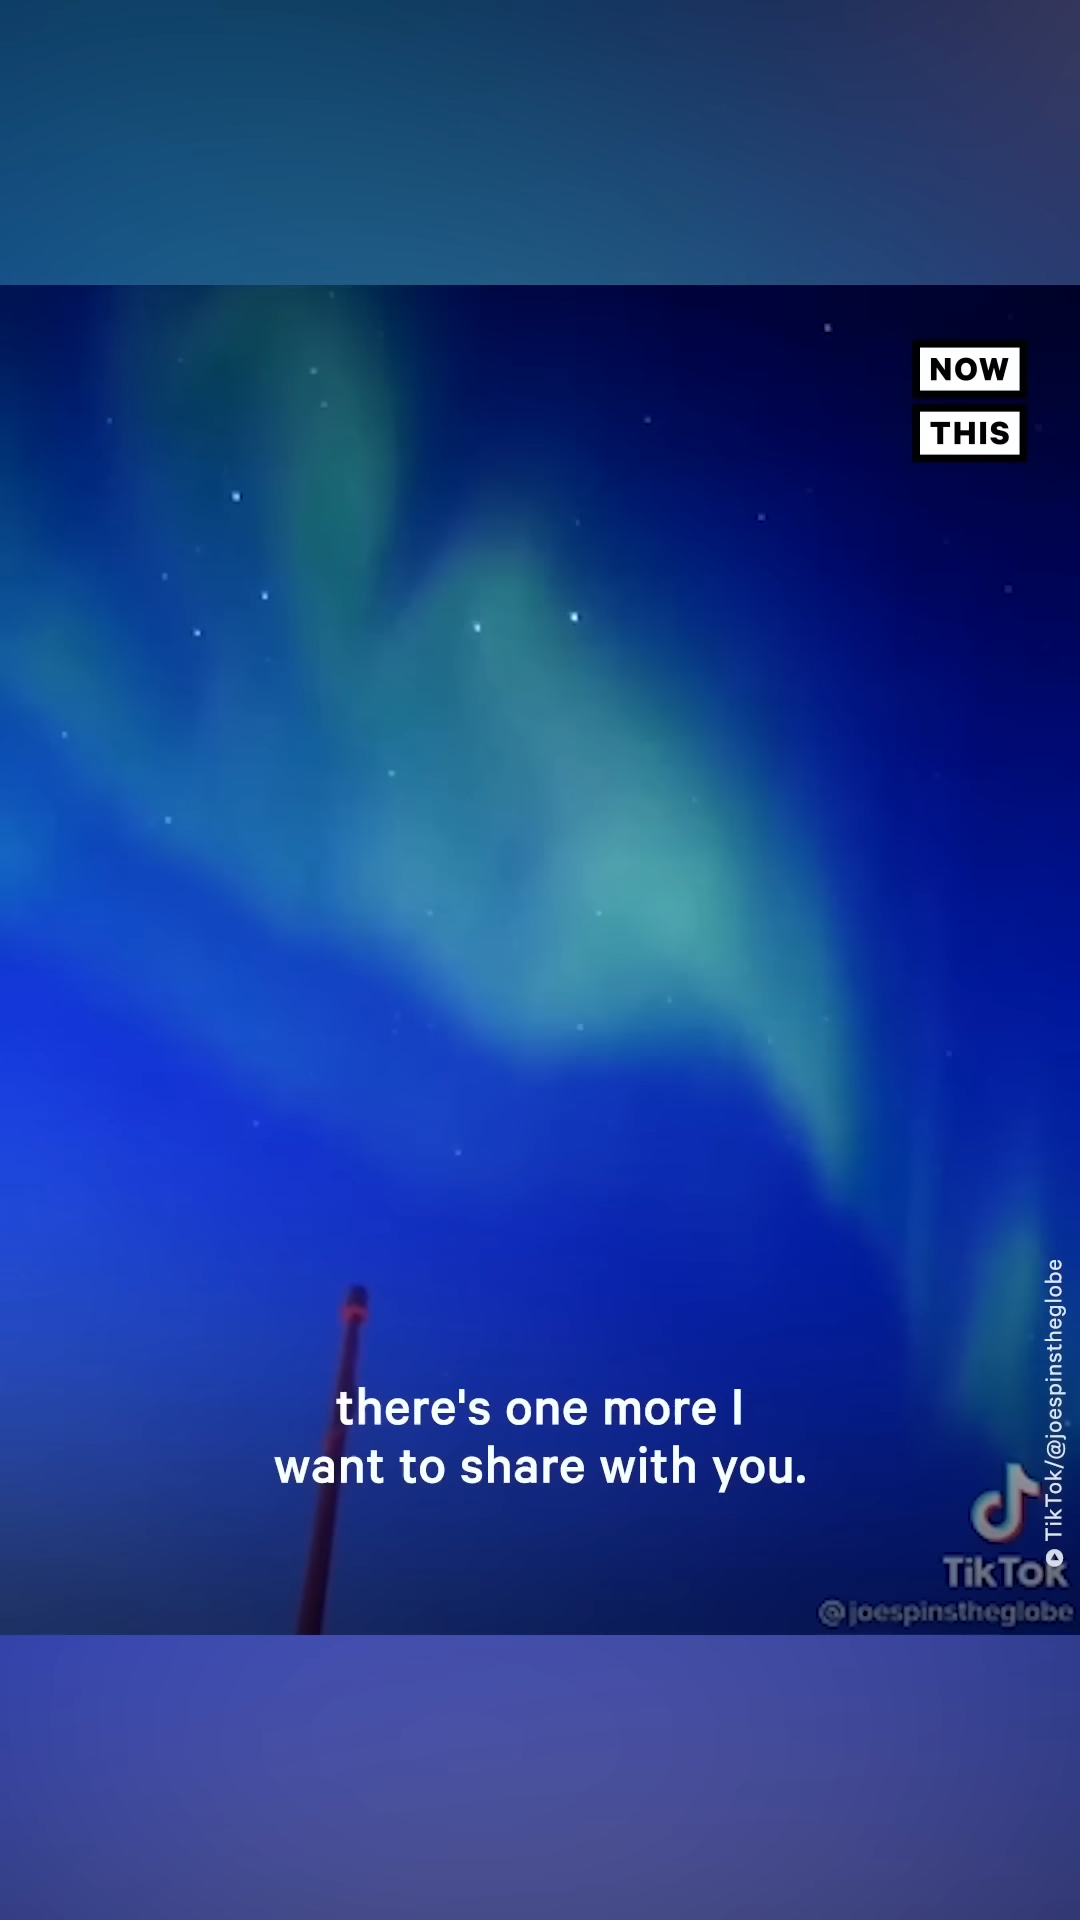 NOW
THIS
there's one more I
want to share with you.
TikTok/@joespinstheglobe
TikTok
@joespinstheglobe